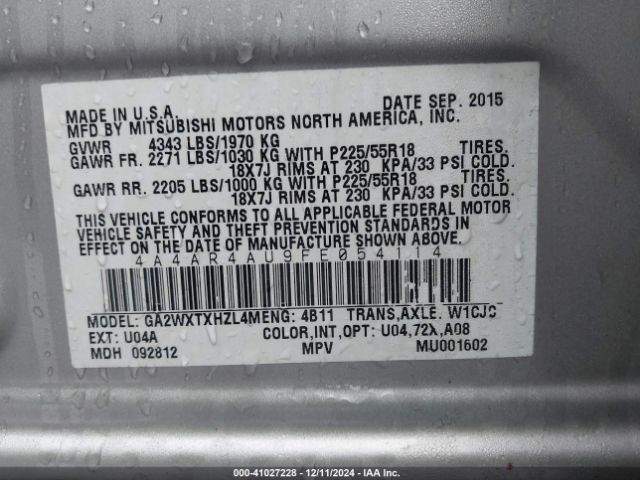 MADE IN U.S.A. DATE SEP. 2015
MFD BY MITSUBISHI MOTORS NORTH AMERICA, INC.
GVWR 4343 LBS/1970 KG
GAWR FR. 2271 LBS/1030 KG WITH P225/55R18 TIRES.
18X7J RIMS AT 230 KPA/33 PSI COLD.
GAWR RR. 2205 LBS/1000 KG WITH P225/55R18 TIRES.
18X7J RIMS AT 230 KPA/33 PSI COLD.
THIS VEHICLE CONFORMS TO ALL APPLICABLE FEDERAL MOTOR
VEHICLE SAFETY AND THEFT PREVENTION STANDARDS IN
EFFECT ON THE DATE OF MANUFACTURE SHOWN ABOVE.
4A4AR4AU9FE054114
MODEL: GA2WXTXHZL4MENG: 4B11 TRANS,AXLE. W1CJC
EXT: U04A COLOR,INT,OPT: U04,72X,A08
MDH 092812 MPV MU001602
000-41027228 - 12/11/2024 - IAA Inc.